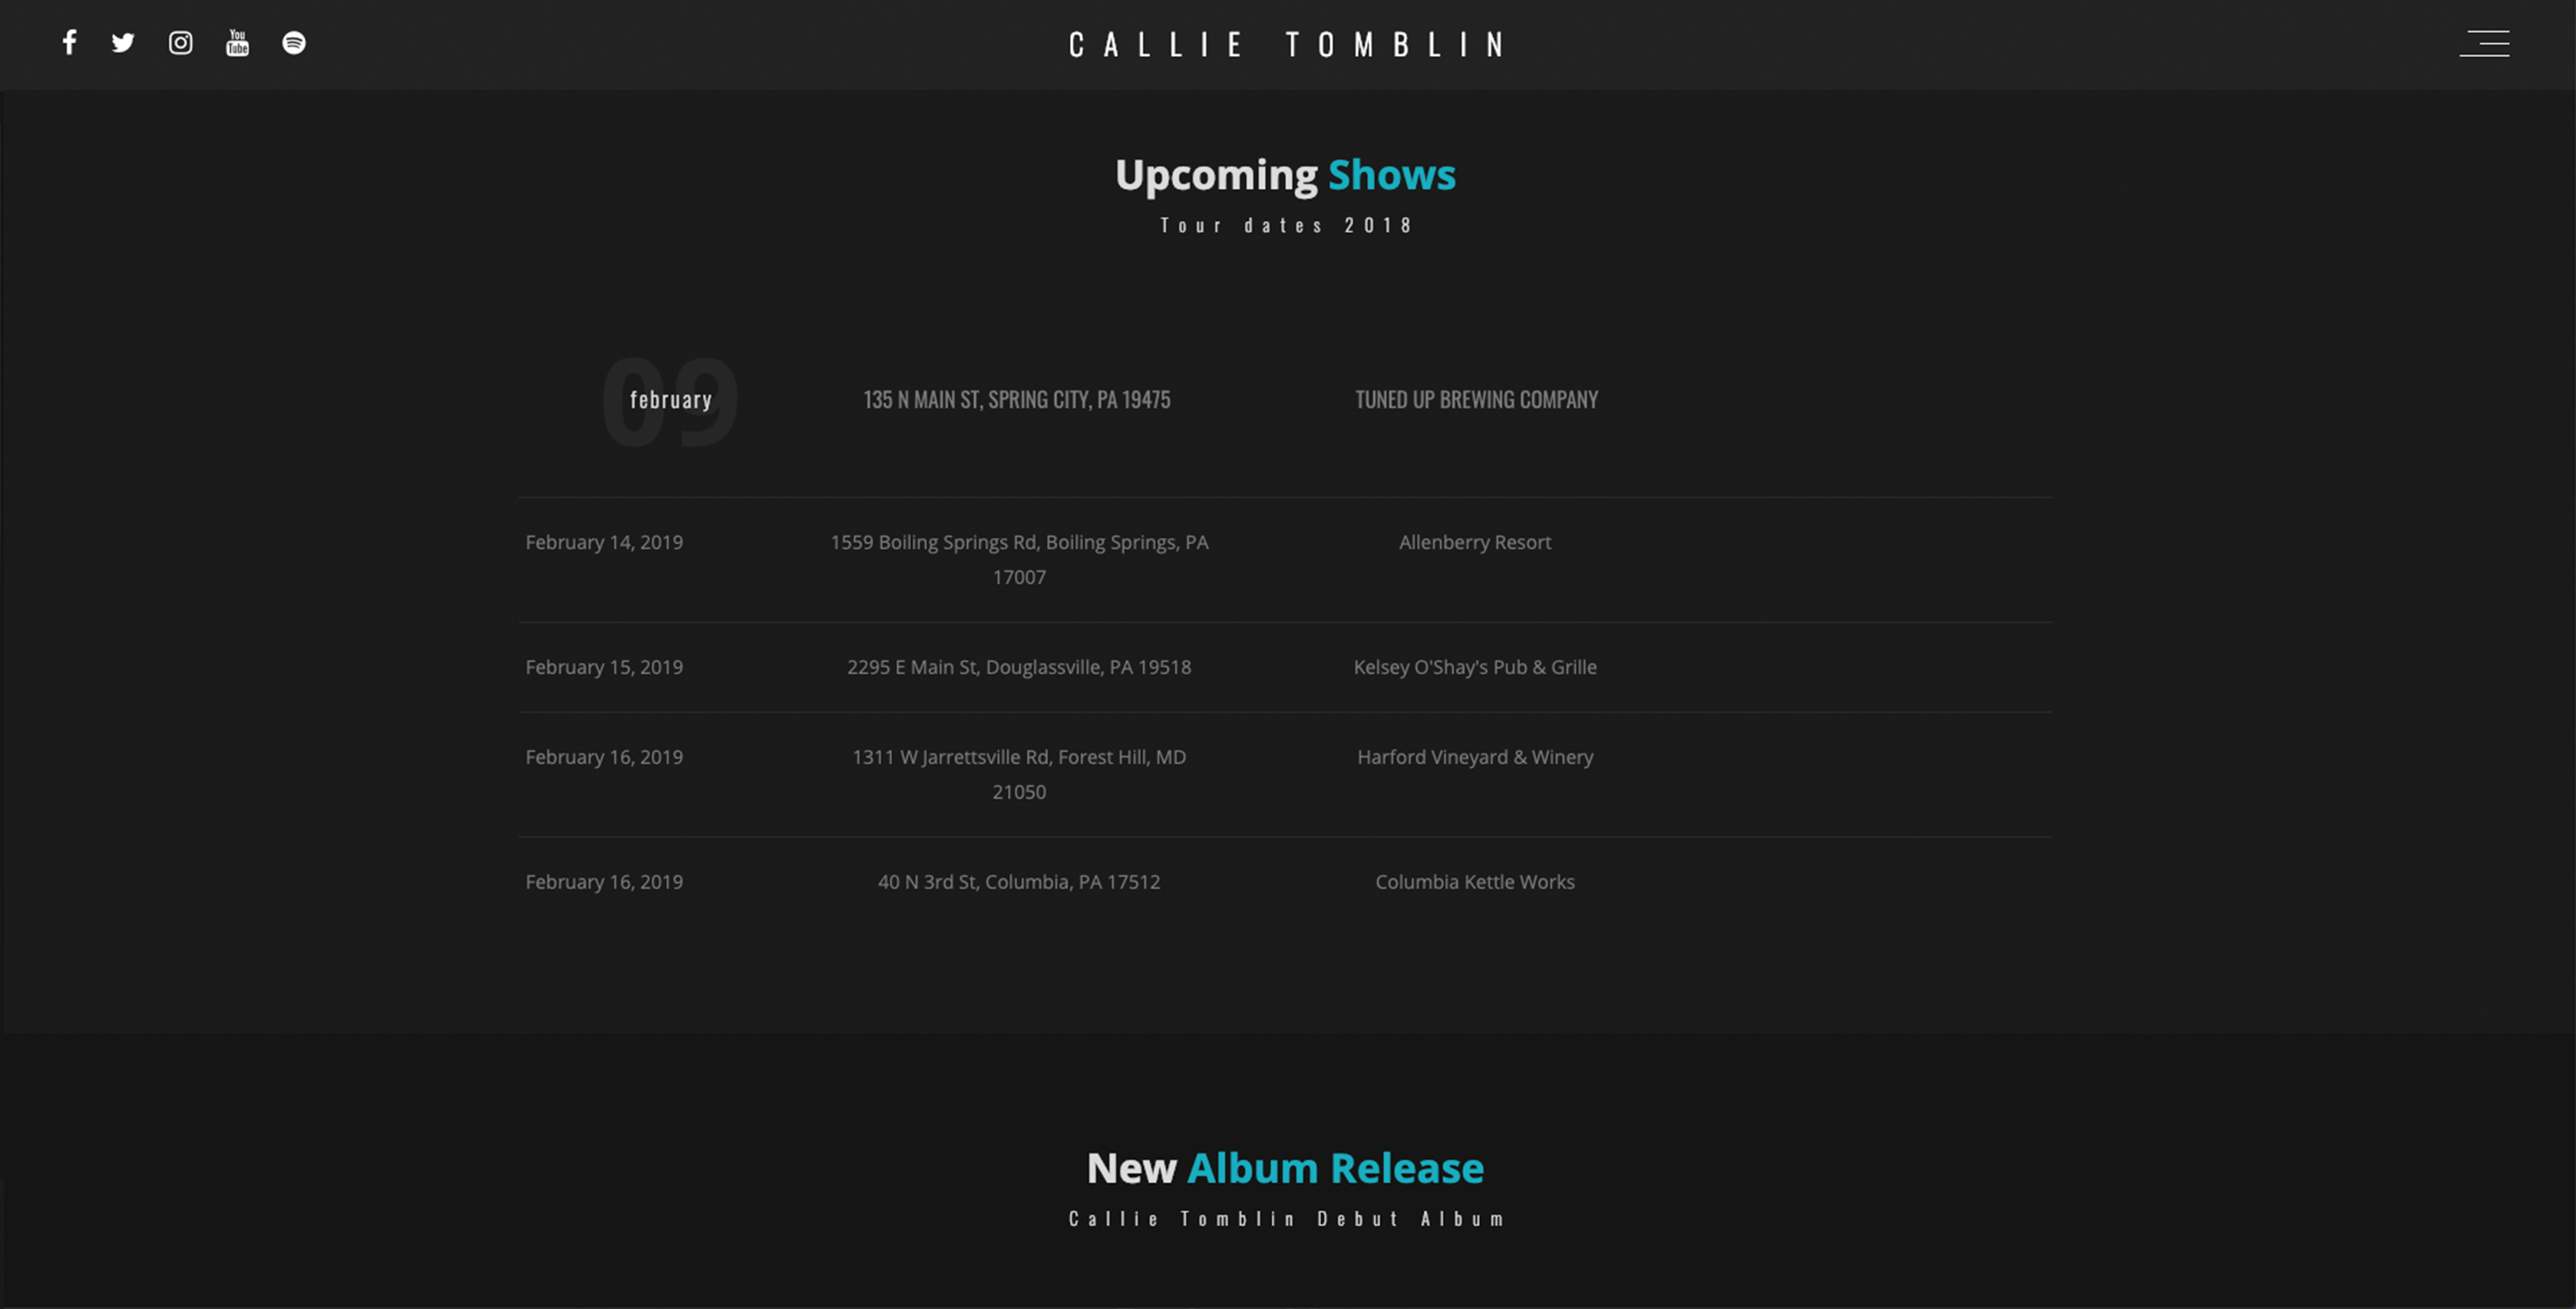 You
Tube
CALLIE TOMBLIN
Upcoming Shows
Tour dates 2018
09
february
135 N MAIN ST, SPRING CITY, PA 19475
TUNED UP BREWING COMPANY
February 14, 2019
1559 Boiling Springs Rd, Boiling Springs, PA
17007
Allenberry Resort
February 15, 2019
2295 E Main St, Douglassville, PA 19518
Kelsey O'Shay's Pub & Grille
February 16, 2019
1311 W Jarrettsville Rd, Forest Hill, MD
21050
Harford Vineyard & Winery
February 16, 2019
40 N 3rd St, Columbia, PA 17512
Columbia Kettle Works
New Album Release
Callie Tomblin Debut Album